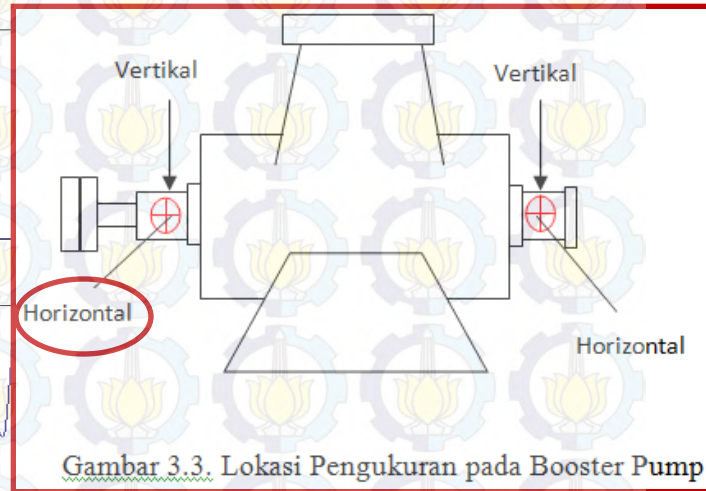 Vertikal
Vertikal
Horizontal
Horizontal
Gambar 3.3. Lokasi Pengukuran pada Booster Pump